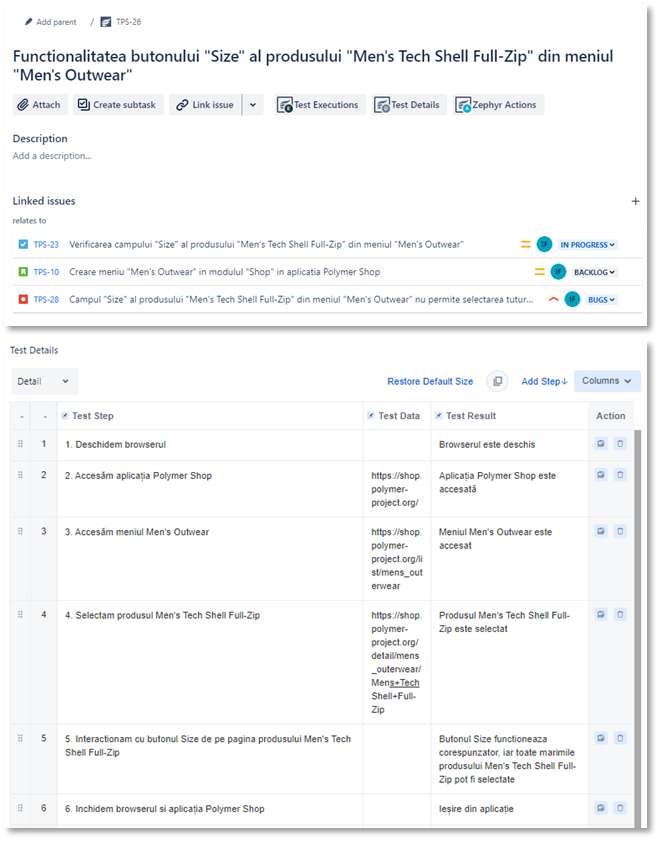 Add parent / TPS-26
Functionalitatea butonului "Size" al produsului "Men's Tech Shell Full-Zip" din meniul
"Men's Outwear"
Attach Create subtask Link issue Test Executions Test Details Zephyr Actions
Description
Add a description...
Linked issues +
relates to
TPS-23 Verificarea campului "Size" al produsului "Men's Tech Shell Full-Zip" din meniul "Men's Outwear" IF IN PROGRESS
TPS-10 Creare meniu "Men's Outwear" in modulul "Shop" in aplicatia Polymer Shop IF BACKLOG
TPS-28 Campul "Size" al produsului "Men's Tech Shell Full-Zip" din meniul "Men's Outwear" nu permite selectarea tutur... IF BUGS
Test Details
Detail Restore Default Size Add Step↓ Columns
- - Test Step Test Data Test Result Action
1 1. Deschidem browserul Browserul este deschis
2 2. Accesăm aplicația Polymer Shop https://shop. Aplicația Polymer Shop este
polymer- accesată
project.org/
3 3. Accesăm meniul Men's Outwear https://shop. Meniul Men's Outwear este
polymer- accesat
project.org/li
st/mens_out
erwear
4 4. Selectam produsul Men's Tech Shell Full-Zip https://shop. Produsul Men's Tech Shell Full-
polymer- Zip este selectat
project.org/
detail/mens
_outerwear/
Mens+Tech
Shell+Full-
Zip
5 5. Interactionam cu butonul Size de pe pagina produsului Men's Tech Butonul Size functioneaza
Shell Full-Zip corespunzator, iar toate marimile
produsului Men's Tech Shell Full-
Zip pot fi selectate
6 6. Inchidem browserul si aplicația Polymer Shop Ieșire din aplicație